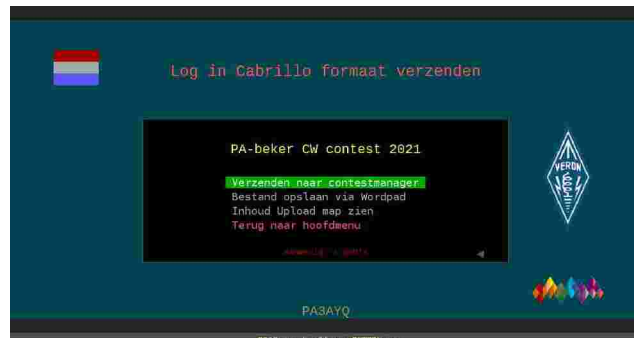 Log in Cabrillo formaat verzenden
PA-beker CW contest 2021
Verzenden naar contestmanager
Bestand opslaan via Wordpad
Inhoud Upload map zien
Terug naar hoofdmenu
VERON
PA3AYQ